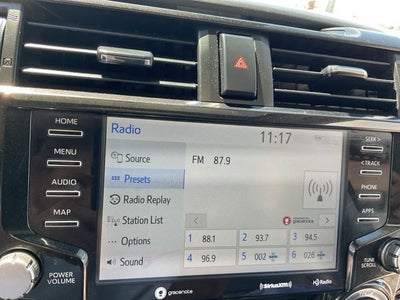 Radio
11:17
HOME
MENU
AUDIO
MAP
POWER
VOLUME
Source
Presets
Radio Replay
Station List
Options
Sound
FM 87.9
gracenote
1 88.1
2 93.7
3 94.5
4 96.9
5 002
6 026
SEEK >
< TRACK
PHONE
APPS
TUNE
SCROLL
gracenote
SiriusXM
HD Radio